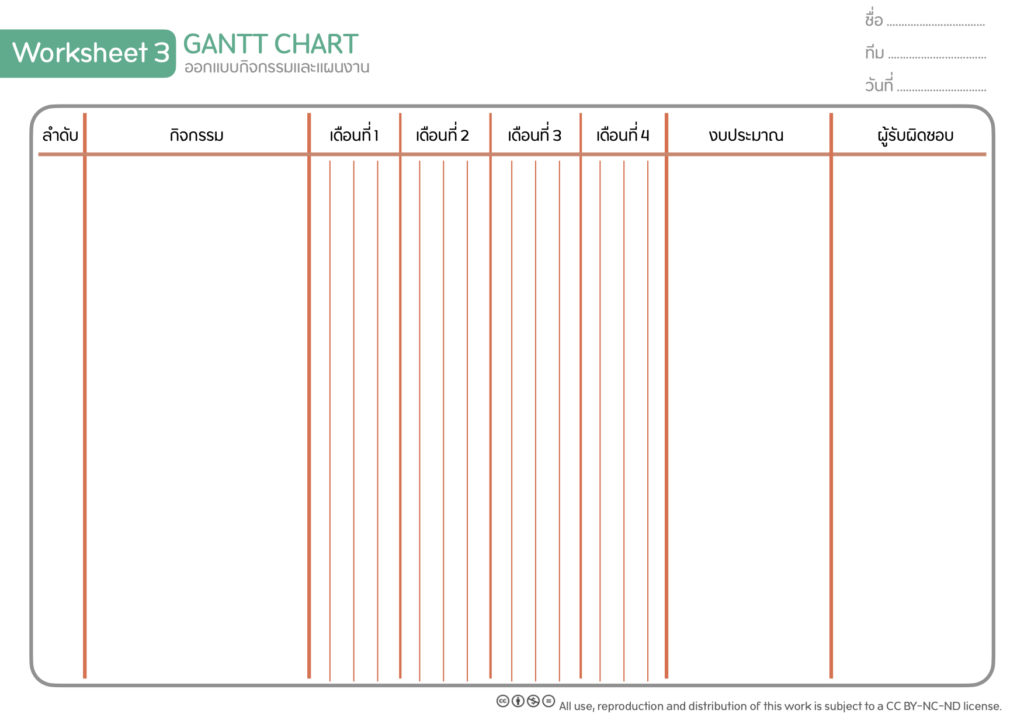 Worksheet 3
GANTT CHART
ออกแบบกิจกรรมและแผนงาน
ชื่อ ..................................
ทีม ..................................
วันที่ ...............................
ลำดับ กิจกรรม เดือนที่ 1 เดือนที่ 2 เดือนที่ 3 เดือนที่ 4 งบประมาณ ผู้รับผิดชอบ
All use, reproduction and distribution of this work is subject to a CC BY-NC-ND license.